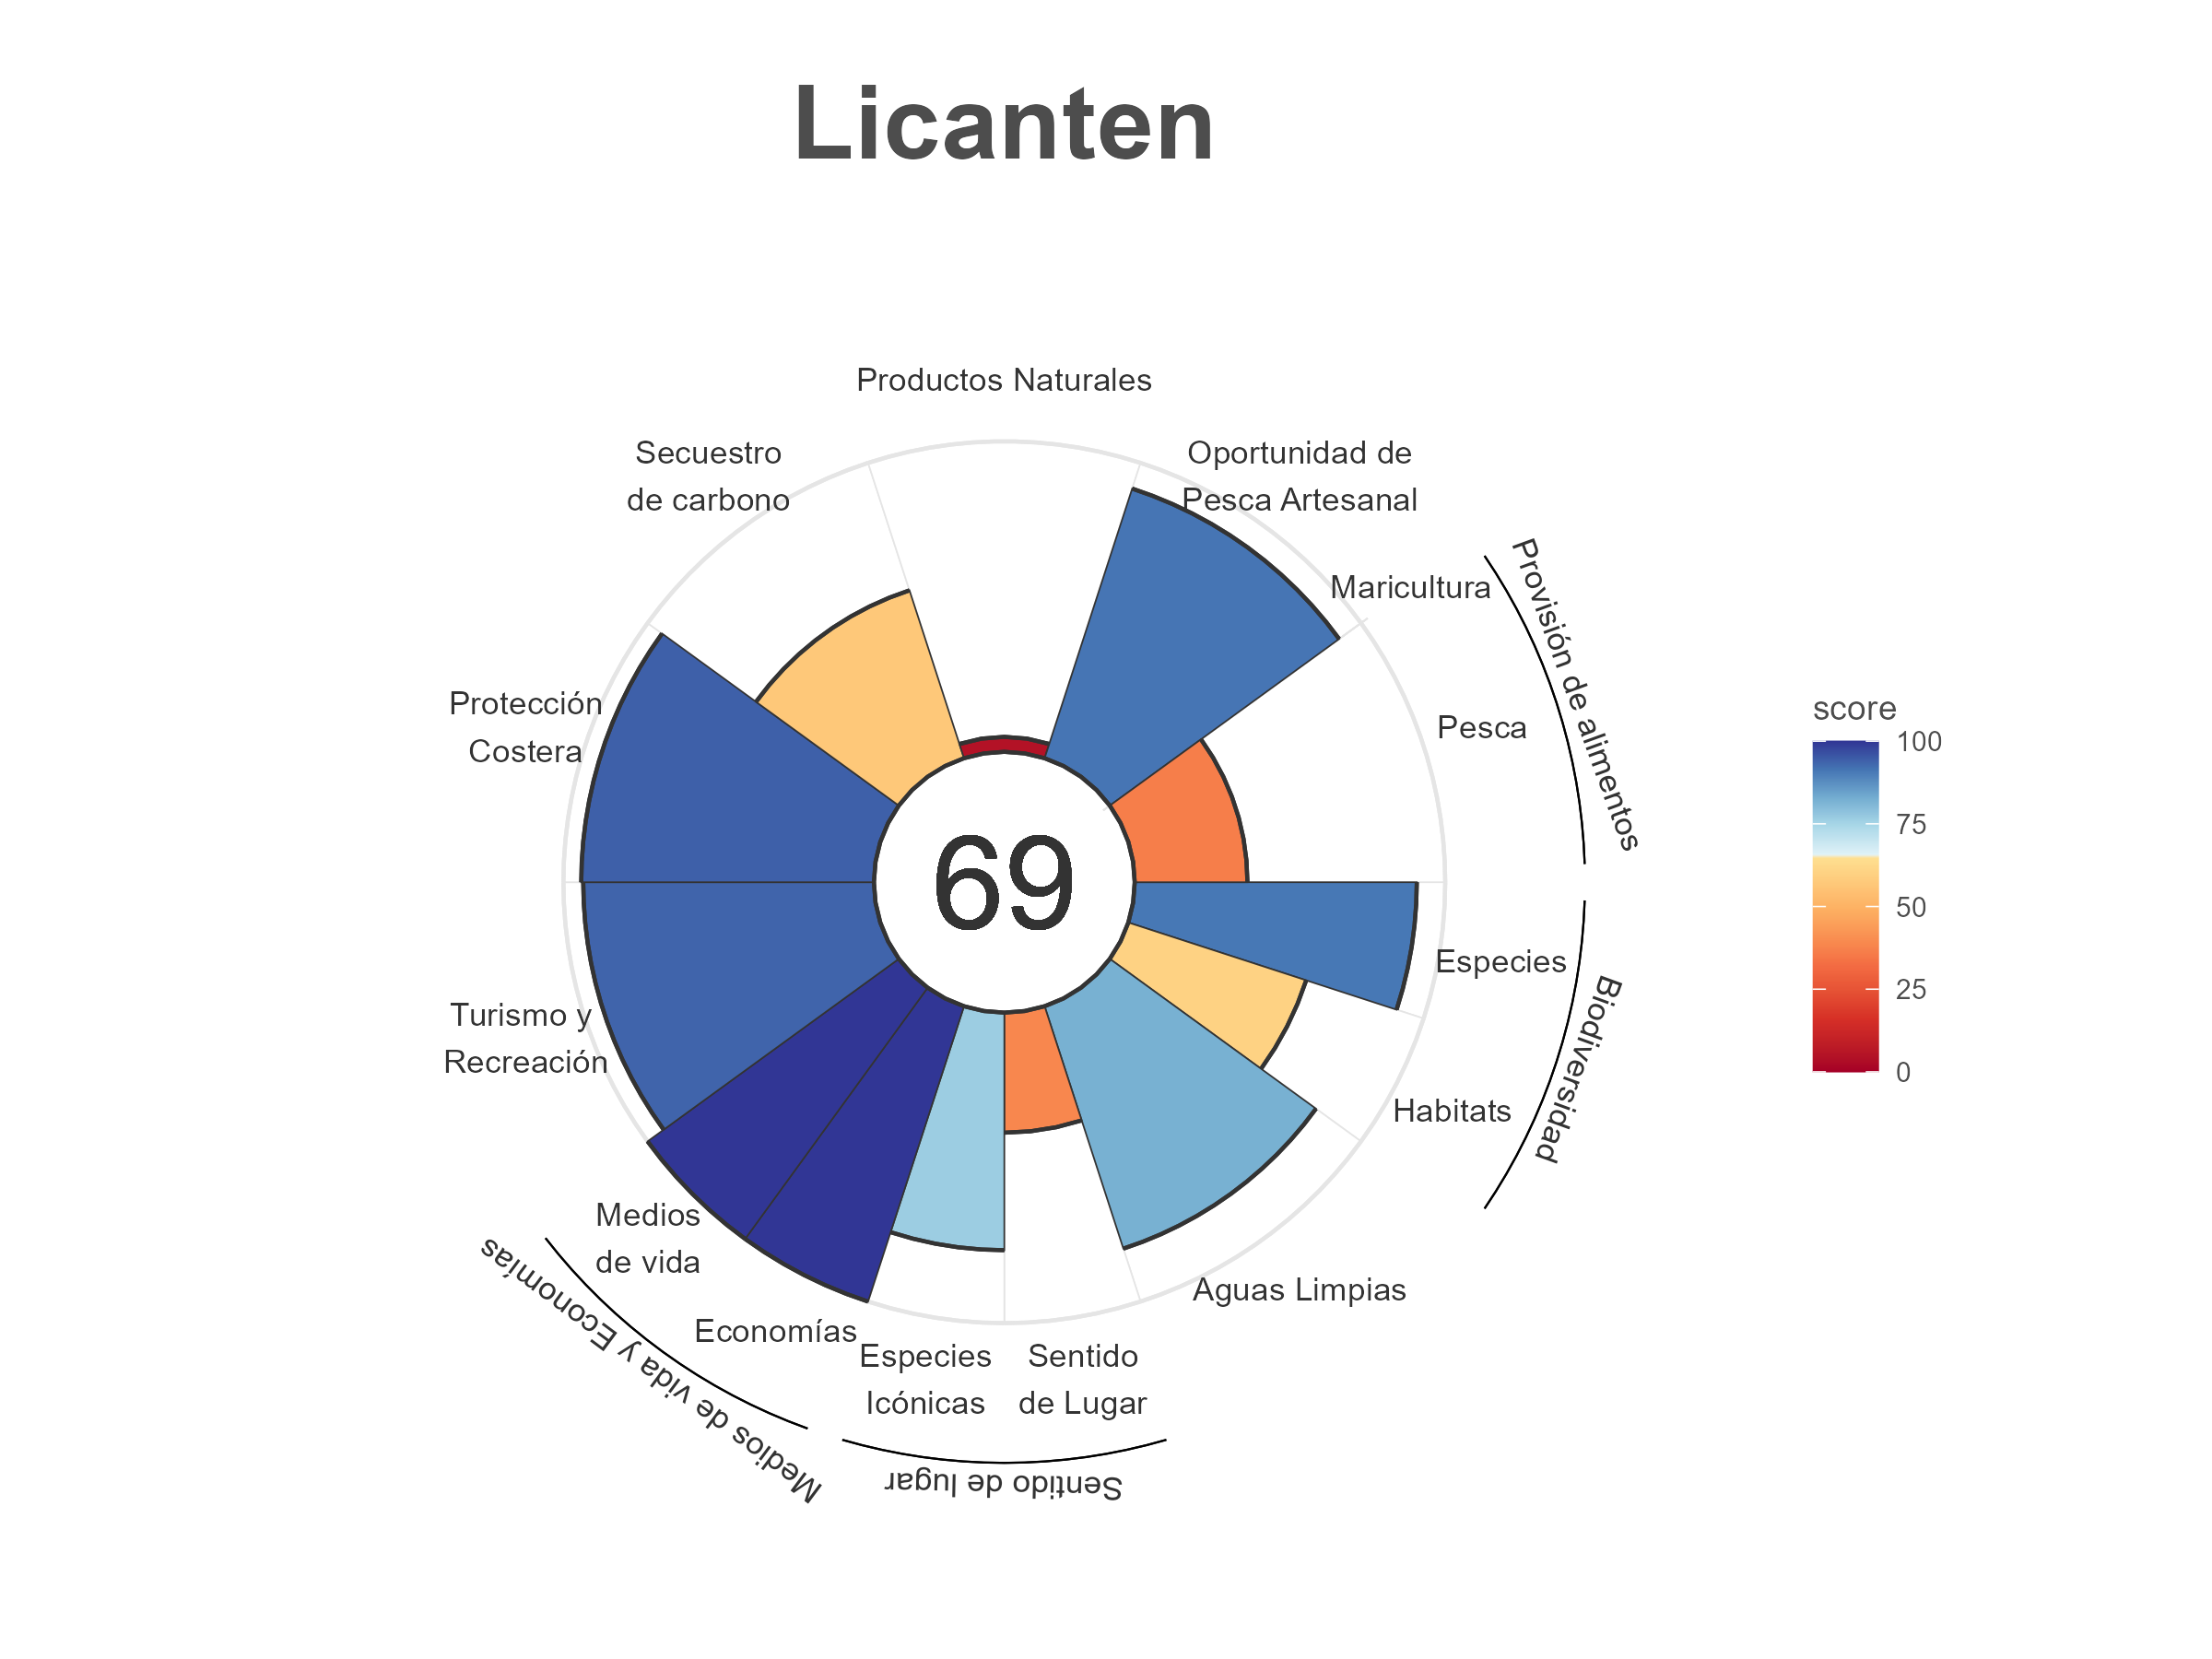 Licanten
Productos Naturales
Secuestro
de carbono
Oportunidad de
Pesca Artesanal
Maricultura
Provisión de alimentos
Pesca
Protección
Costera
score
100
75
50
25
0
69
Especies
Biodiversidad
Habitats
Turismo y
Recreación
Medios
de vida
Aguas Limpias
Economías
Medios de vida y Economías
Especies
Icónicas
Sentido
de Lugar
Sentido de lugar